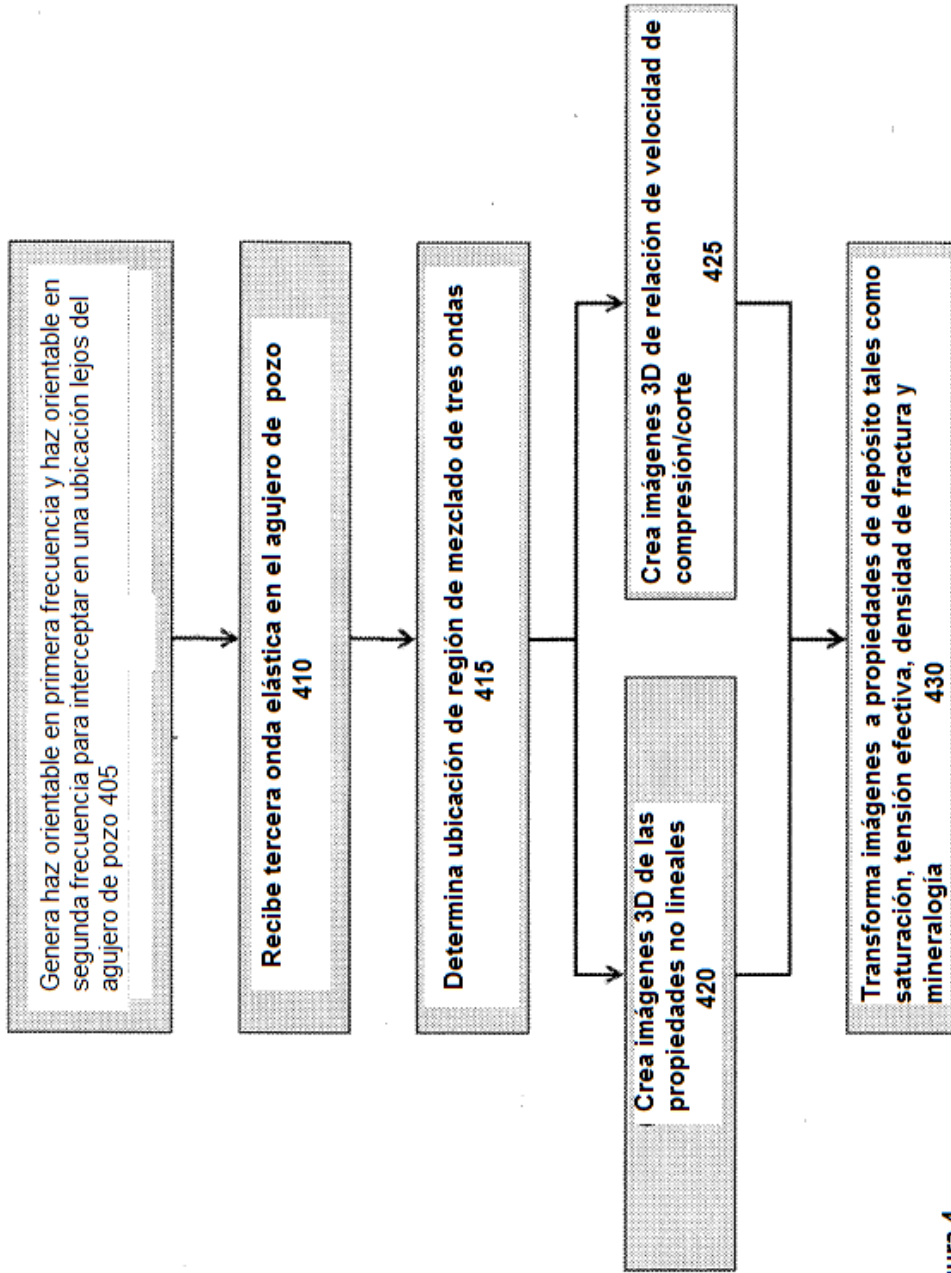 Genera haz orientable en primera frecuencia y haz orientable en
segunda frecuencia para interceptar en una ubicación lejos del
agujero de pozo 405
Recibe tercera onda elástica en el agujero de pozo
410
Determina ubicación de región de mezclado de tres ondas
415
Crea imágenes 3D de las
propiedades no lineales
420
Crea imágenes 3D de relación de velocidad de
compresión/corte
425
Transforma imágenes a propiedades de depósito tales como
saturación, tensión efectiva, densidad de fractura y
mineralogía
430